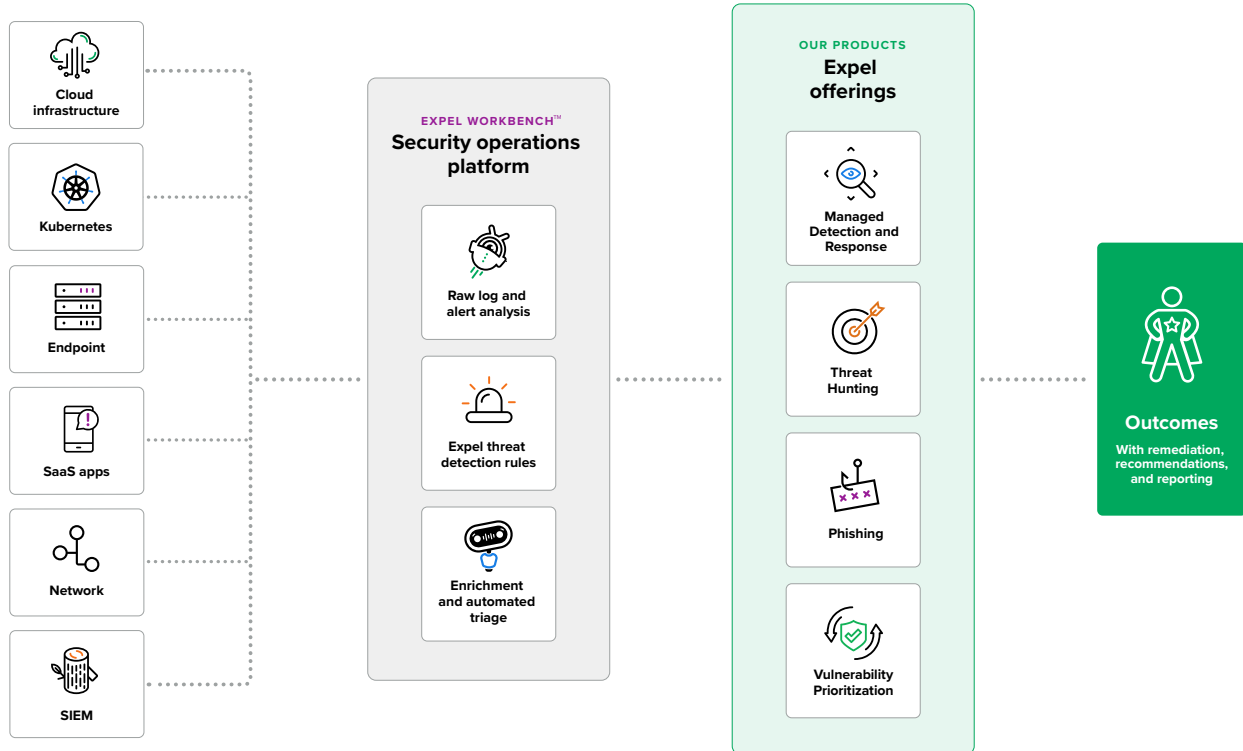 Cloud
infrastructure
Kubernetes
Endpoint
SaaS apps
Network
SIEM
EXPEL WORKBENCH™
Security operations
platform
Raw log and
alert analysis
Expel threat
detection rules
Enrichment
and automated
triage
OUR PRODUCTS
Expel
offerings
Managed
Detection and
Response
Threat
Hunting
Phishing
Vulnerability
Prioritization
Outcomes
With remediation,
recommendations,
and reporting